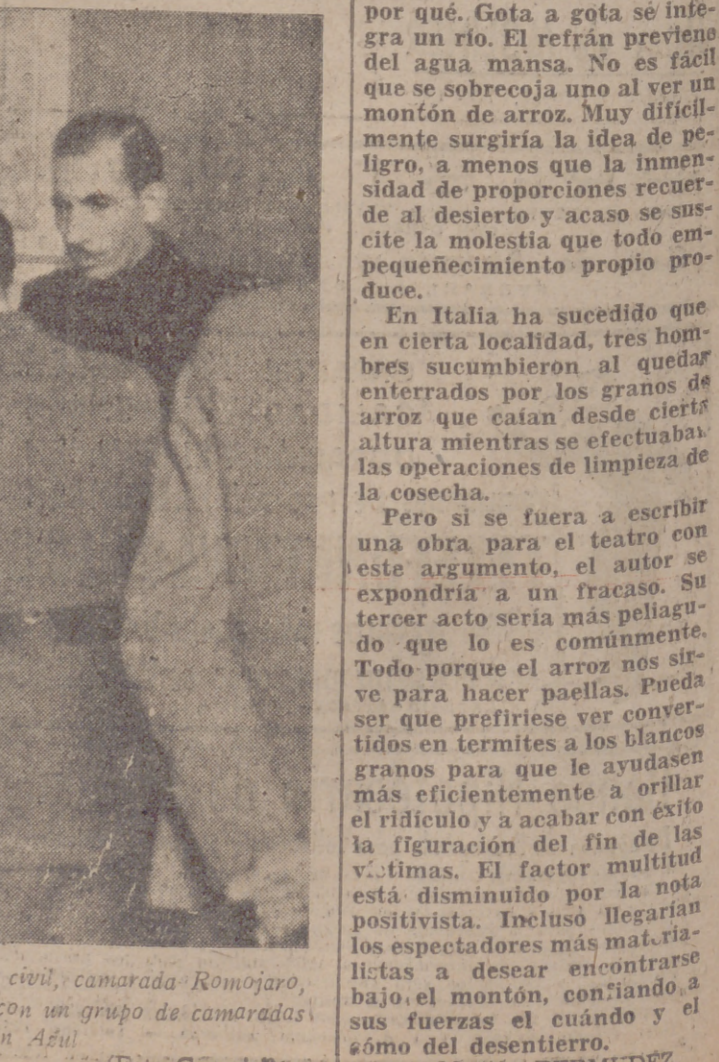 por qué. Gota a gota se inte-
gra un río. El refrán previene
del agua mansa. No es fácil
que se sobrecoja uno al ver un
montón de arroz. Muy difícil-
mente surgiría la idea de pe-
ligro, a menos que la inmen-
sidad de proporciones recuer-
de al desierto y acaso se sus-
cite la molestia que todo em-
pequeñecimiento propio pro-
duce.
En Italia ha sucedido que
en cierta localidad, tres hom-
bres sucumbieron al quedar
enterrados por los granos de
arroz que caían desde cierta
altura mientras se efectuaban
las operaciones de limpieza de
la cosecha.
Pero si se fuera a escribir
una obra para el teatro con
este argumento, el autor se
expondría a un fracaso. Su
tercer acto sería más peliagu-
do que lo es comúnmente.
Todo porque el arroz nos sir-
ve para hacer paellas. Pueda
ser que prefiriese ver conver-
tidos en termites a los blancos
granos para que le ayudasen
más eficientemente a orillar
el ridículo y a acabar con éxito
la figuración del fin de las
víctimas. El factor multitud
está disminuido por la nota
positivista. Incluso llegarían
los espectadores más materia-
listas a desear encontrarse
bajo el montón, confiando a
sus fuerzas el cuándo y el
cómo del desentierro.
civil, camarada Romojaro,
con un grupo de camaradas
n Azul